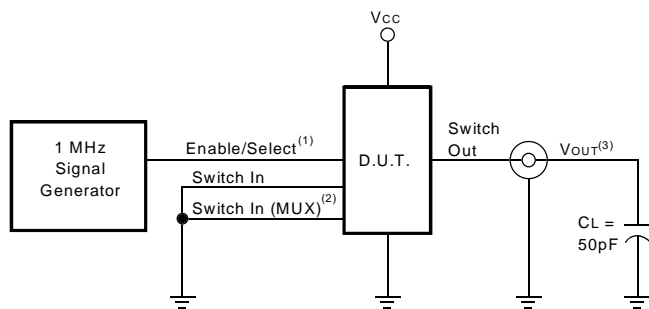 Vcc
1 MHz
Signal
Generator
Enable/Select(1)
Switch In
Switch In (MUX)(2)
D.U.T.
Switch
Out
VOUT(3)
CL =
50pF